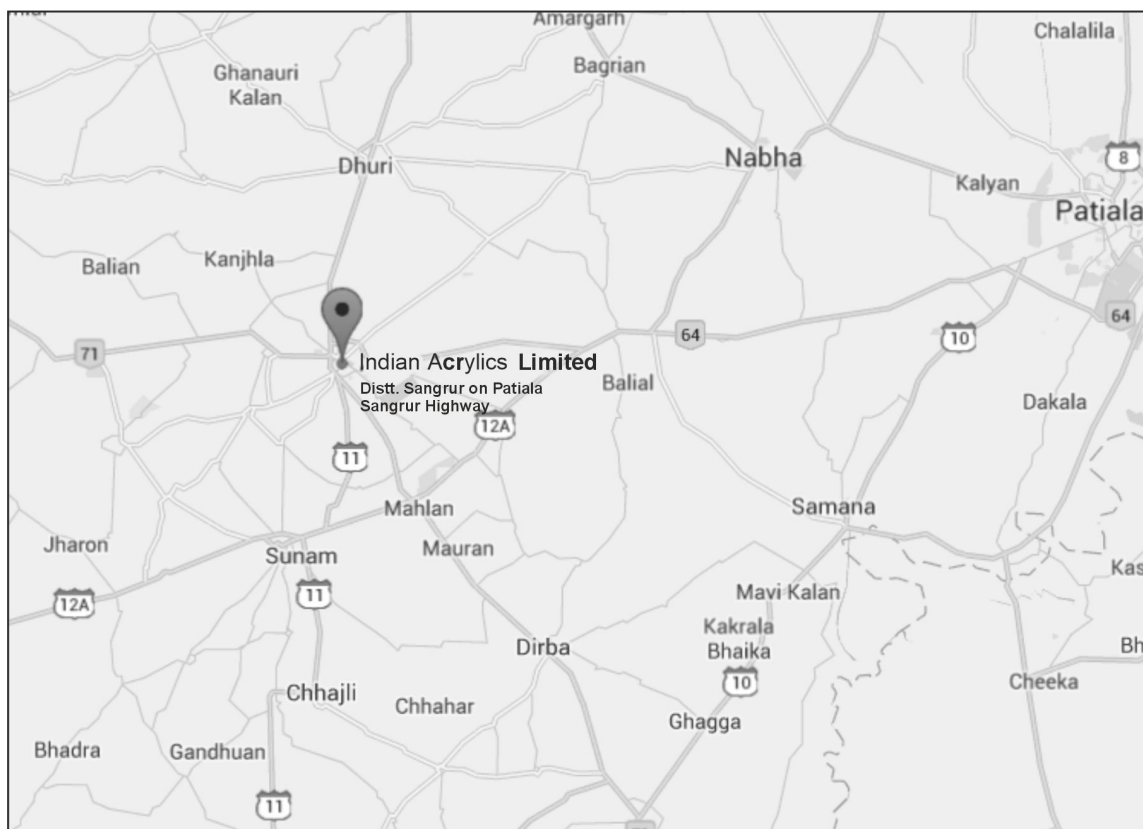 Amargarh
Chalalila
Bagrian
Ghanauri
Kalan
Nabha
8
Dhuri
Kalyan
Patiala
Kanjhla
Balian
64
64
71
10
Indian Acrylics Limited
Distt. Sangrur on Patiala
Sangrur Highway
Balial
Dakala
12A
11
Mahlan
Samana
Jharon
Sunam
Mauran
Kas
11
12A
Mavi Kalan
Kakrala
Bhaika
Dirba
Bh
10
Cheeka
Chhajli
Chhahar
Ghagga
Bhadra
Gandhuan
11